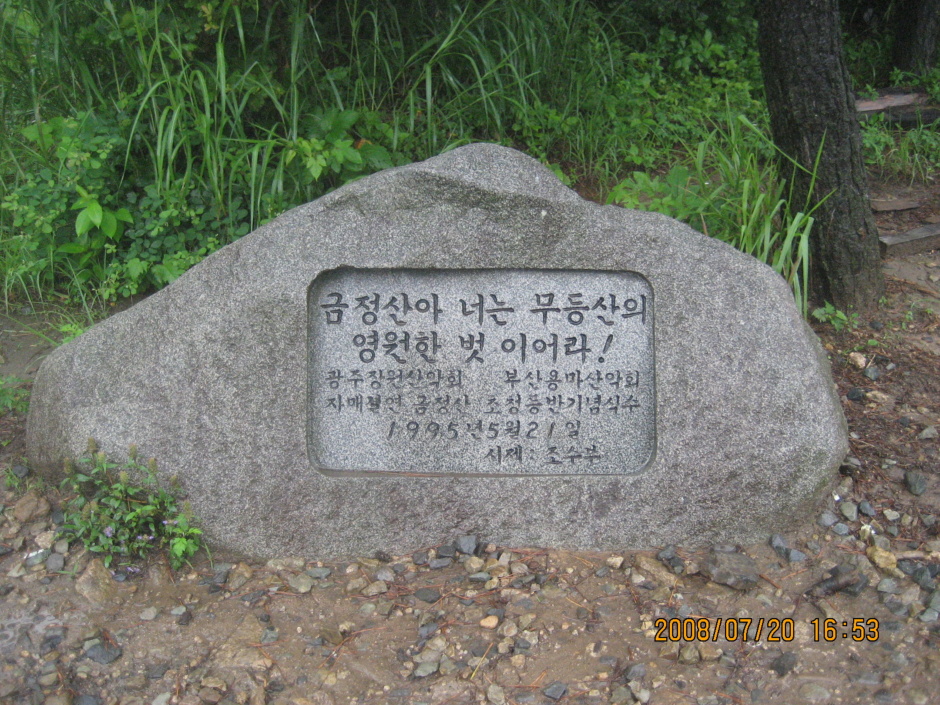 금정산아 너는 무등산의
영원한 벗 이어라!
광주장원산악회 부산용마산악회
자매결연 금정산 초청등반기념식수
1995년5월21일
시제: 조수부
2008/07/20 16:53